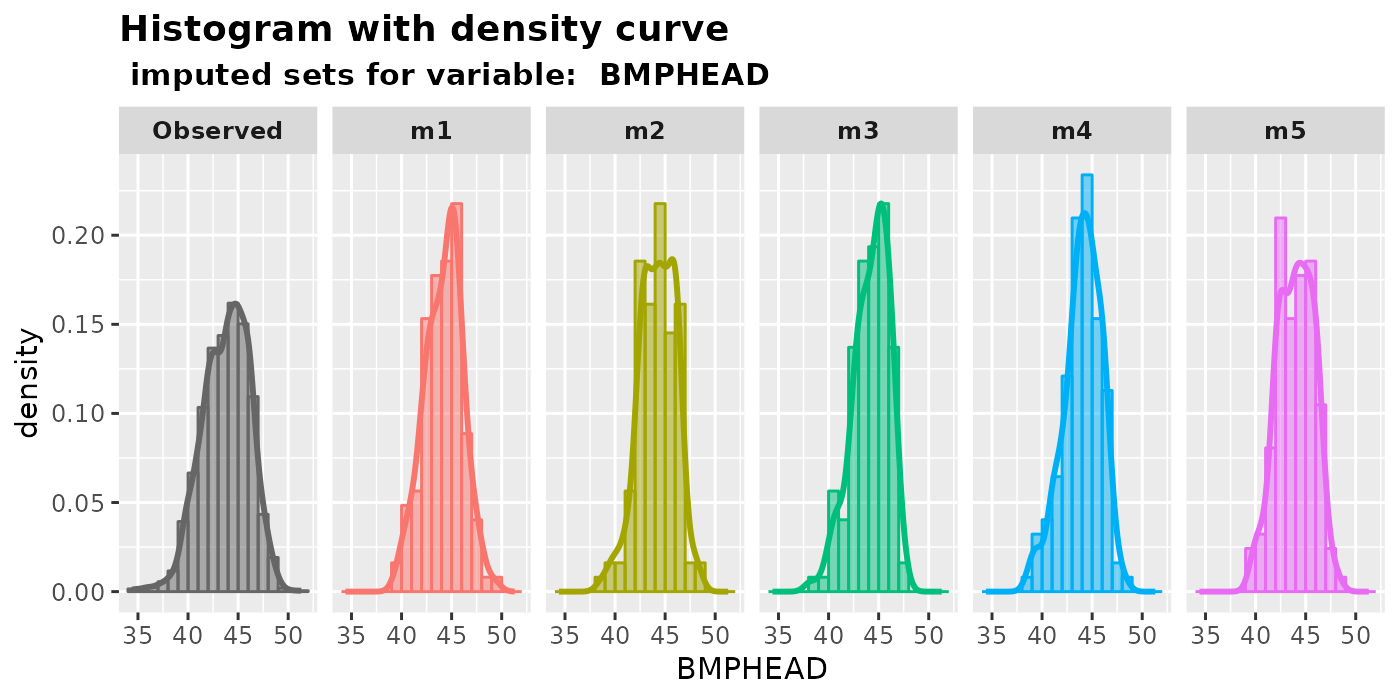 Histogram with density curve
imputed sets for variable:  BMPHEAD
Observed m1 m2 m3 m4 m5
density
0.20
0.15
0.10
0.05
0.00
35 40 45 50 35 40 45 50 35 40 45 50 35 40 45 50 35 40 45 50 35 40 45 50
BMPHEAD